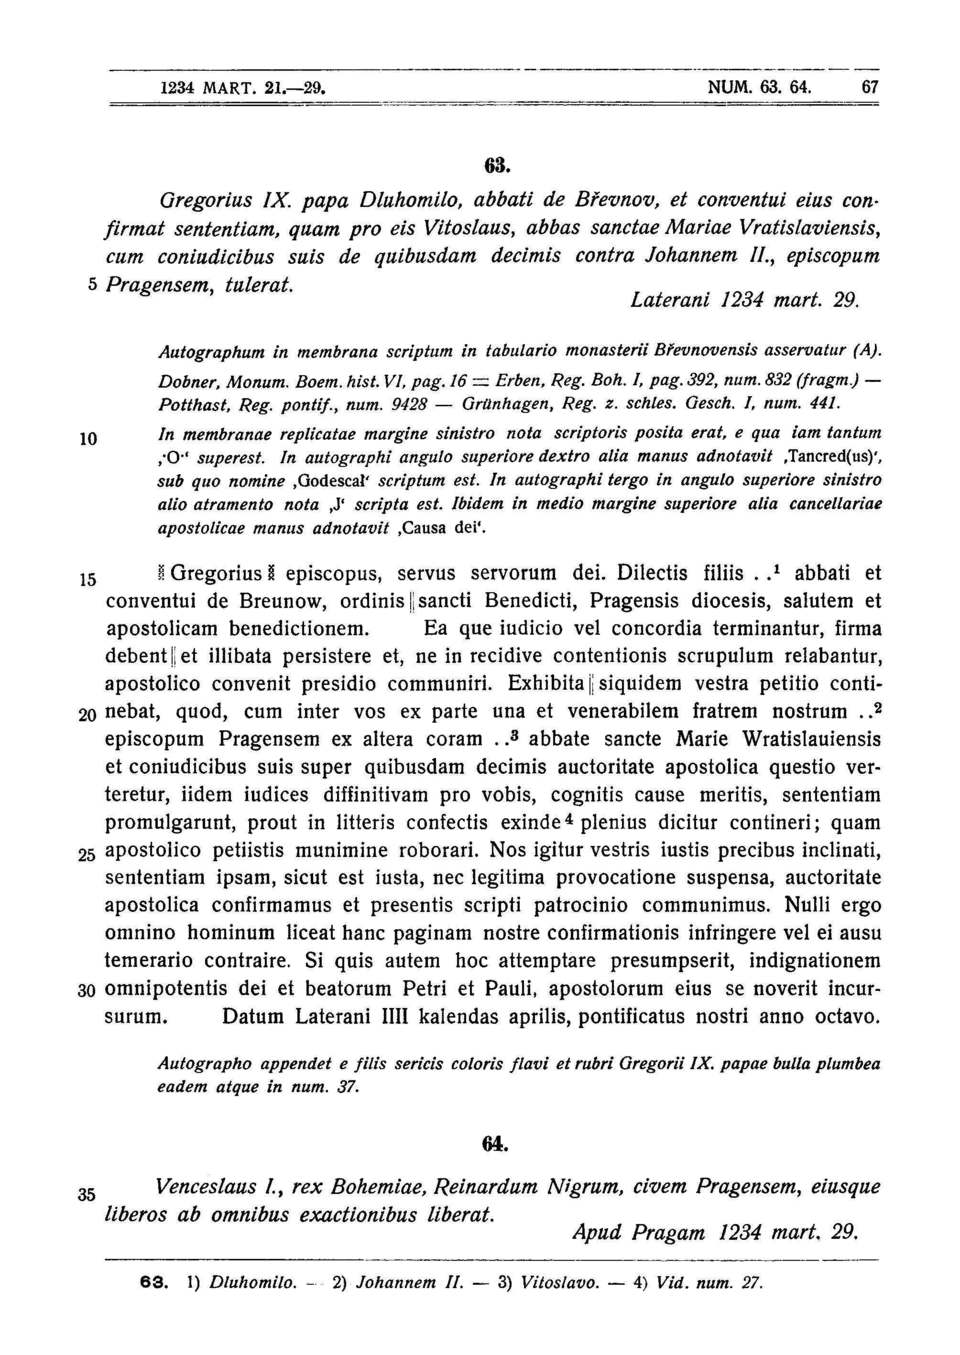 1234 MART. 21.—29. NUM. 63. 64. 67
63.
Gregorius IX. papa Dluhomilo, abbati de Břevnov, et conventui eius con-
firmat sententiam, quam pro eis Vitoslaus, abbas sanctae Mariae Vratislaviensis,
cum coniudicibus suis de quibusdam decimis contra Johannem II., episcopum
5 Pragensem, tulerat.
Laterani 1234 mart. 29.
Autographum in membrana scriptum in tabulario monasterii Břevnovensis asservatur (A).
Dobner, Monum. Boem. hist. VI, pag. 16 = Erben, Reg. Boh. I, pag. 392, num. 832 (fragm.) —
Potthast, Reg. pontif., num. 9428 — Grünhagen, Reg. z. schles. Gesch. I, num. 441.
10 In membranae replicatae margine sinistro nota scriptoris posita erat, e qua iam tantum
‚·O·‘ superest. In autographi angulo superiore dextro alia manus adnotavit ‚Tancred(us)‘,
sub quo nomine ‚Godescal‘ scriptum est. In autographi tergo in angulo superiore sinistro
alio atramento nota ‚J‘ scripta est. Ibidem in medio margine superiore alia cancellariae
apostolicae manus adnotavit ‚Causa dei‘.
15 ⁞⁞ Gregorius ⁞⁞ episcopus, servus servorum dei. Dilectis filiis . .¹ abbati et
conventui de Breunow, ordinis || sancti Benedicti, Pragensis diocesis, salutem et
apostolicam benedictionem. Ea que iudicio vel concordia terminantur, firma
debent || et illibata persistere et, ne in recidive contentionis scrupulum relabantur,
apostolico convenit presidio communiri. Exhibita || siquidem vestra petitio conti-
20 nebat, quod, cum inter vos ex parte una et venerabilem fratrem nostrum . .²
episcopum Pragensem ex altera coram . .³ abbate sancte Marie Wratislauiensis
et coniudicibus suis super quibusdam decimis auctoritate apostolica questio ver-
teretur, iidem iudices diffinitivam pro vobis, cognitis cause meritis, sententiam
promulgarunt, prout in litteris confectis exinde⁴ plenius dicitur contineri; quam
25 apostolico petiistis munimine roborari. Nos igitur vestris iustis precibus inclinati,
sententiam ipsam, sicut est iusta, nec legitima provocatione suspensa, auctoritate
apostolica confirmamus et presentis scripti patrocinio communimus. Nulli ergo
omnino hominum liceat hanc paginam nostre confirmationis infringere vel ei ausu
temerario contraire. Si quis autem hoc attemptare presumpserit, indignationem
30 omnipotentis dei et beatorum Petri et Pauli, apostolorum eius se noverit incur-
surum. Datum Laterani IIII kalendas aprilis, pontificatus nostri anno octavo.
Autographo appendet e filis sericis coloris flavi et rubri Gregorii IX. papae bulla plumbea
eadem atque in num. 37.
64.
35 Venceslaus I., rex Bohemiae, Reinardum Nigrum, civem Pragensem, eiusque
liberos ab omnibus exactionibus liberat.
Apud Pragam 1234 mart. 29.
63. 1) Dluhomilo. — 2) Johannem II. — 3) Vitoslavo. — 4) Vid. num. 27.